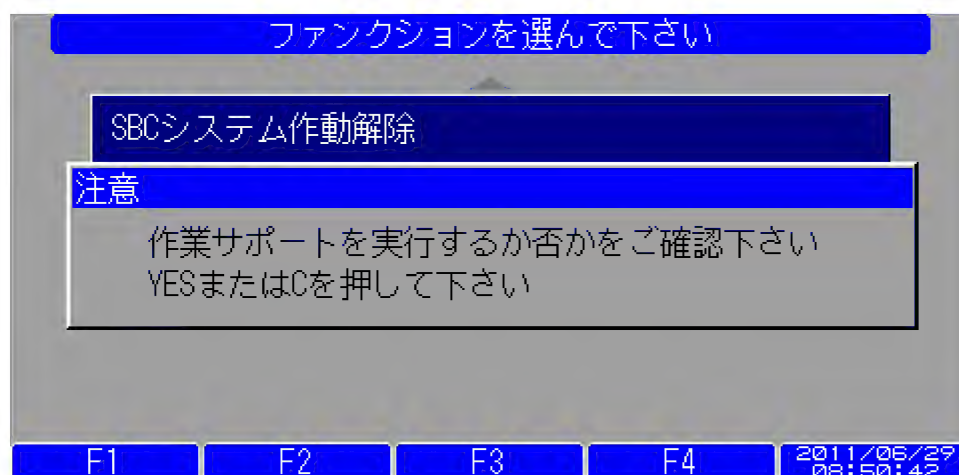 ファンクションを選んで下さい
SBCシステム作動解除
注意
作業サポートを実行するか否かをご確認下さい
YESまたはCを押して下さい
F1
F2
F3
F4
2011/06/29
08:50:42